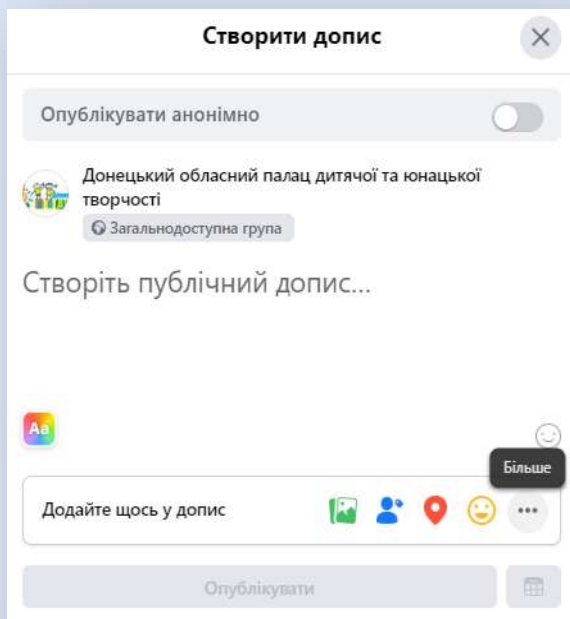 Створити допис
Опублікувати анонімно
Донецький обласний палац дитячої та юнацької
творчості
Загальнодоступна група
Створіть публічний допис...
Aa
Більше
Додайте щось у допис
Опублікувати